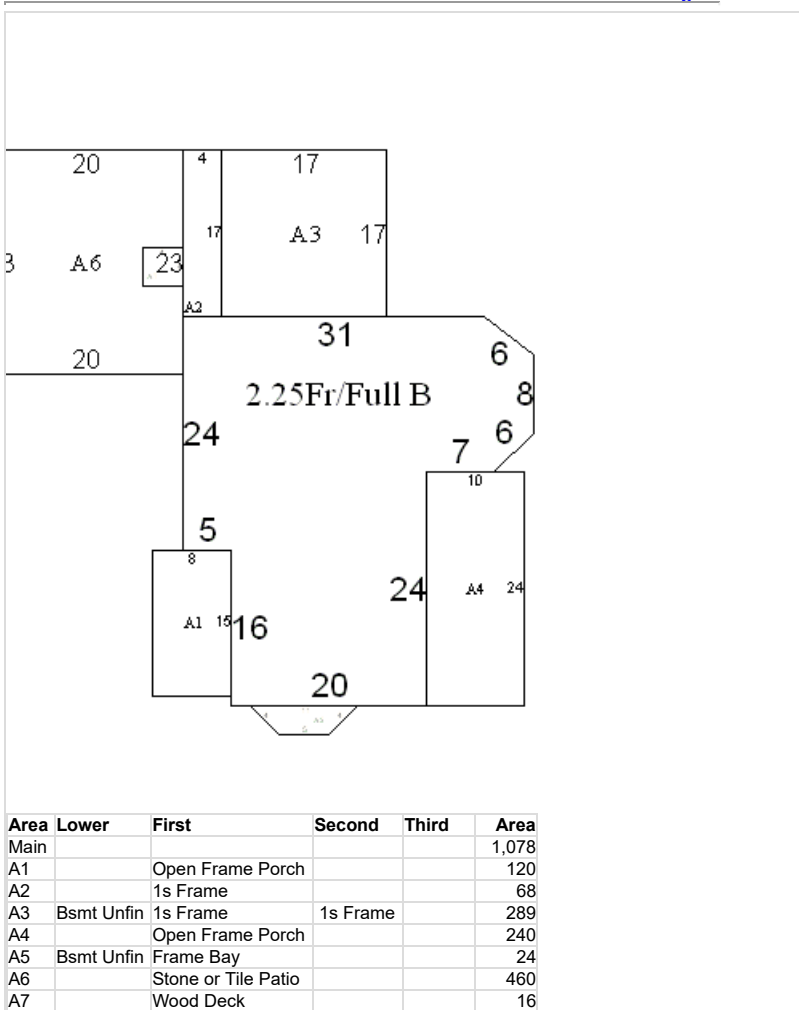 20
4
17
17
A3
17
3
A6
23
A2
31
6
20
2.25Fr/Full B
8
24
6
7
10
5
8
24
A4
24
A1
15
16
20
Area Lower First Second Third Area
Main 1,078
A1 Open Frame Porch 120
A2 1s Frame 68
A3 Bsmt Unfin 1s Frame 1s Frame 289
A4 Open Frame Porch 240
A5 Bsmt Unfin Frame Bay 24
A6 Stone or Tile Patio 460
A7 Wood Deck 16